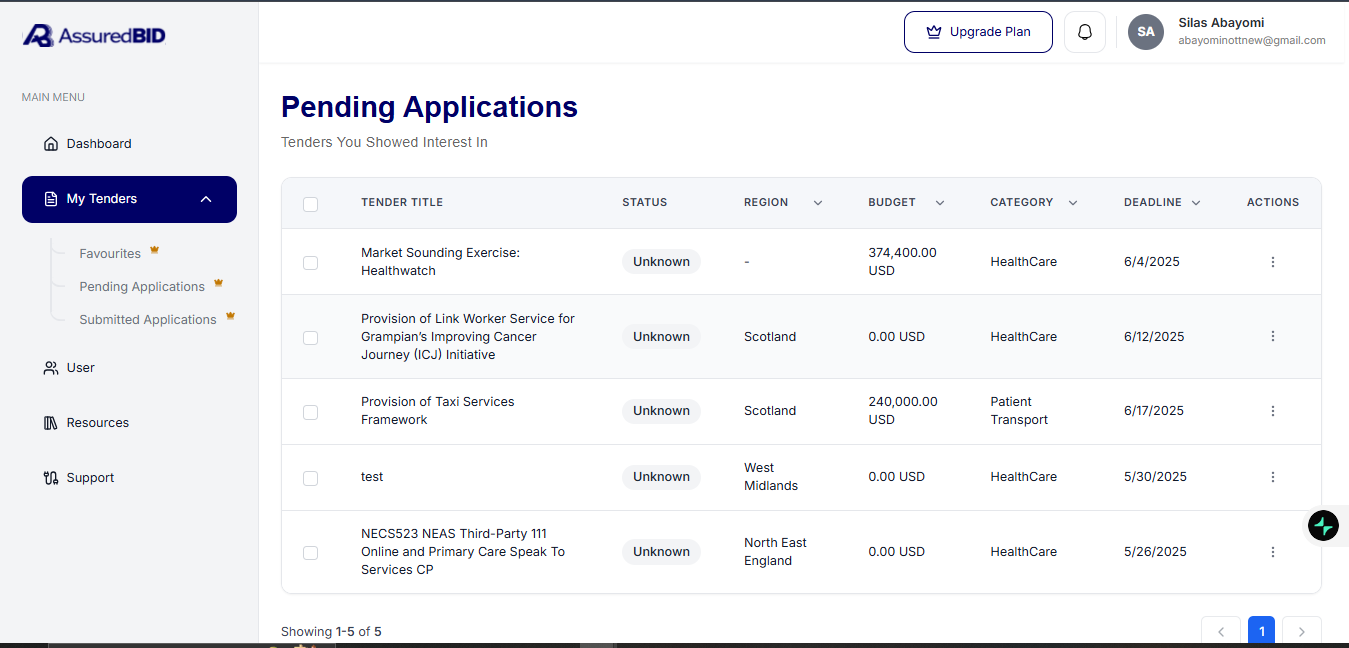 AssuredBID
Upgrade Plan
SA
Silas Abayomi
abayominottnew@gmail.com
MAIN MENU
Dashboard
My Tenders
Favourites
Pending Applications
Submitted Applications
User
Resources
Support
Pending Applications
Tenders You Showed Interest In
TENDER TITLE STATUS REGION BUDGET CATEGORY DEADLINE ACTIONS
Market Sounding Exercise:
Healthwatch
Unknown
-
374,400.00
USD
HealthCare
6/4/2025
Provision of Link Worker Service for
Grampian’s Improving Cancer
Journey (ICJ) Initiative
Unknown
Scotland
0.00 USD
HealthCare
6/12/2025
Provision of Taxi Services
Framework
Unknown
Scotland
240,000.00
USD
Patient
Transport
6/17/2025
test
Unknown
West
Midlands
0.00 USD
HealthCare
5/30/2025
NECS523 NEAS Third-Party 111
Online and Primary Care Speak To
Services CP
Unknown
North East
England
0.00 USD
HealthCare
5/26/2025
Showing 1-5 of 5
1